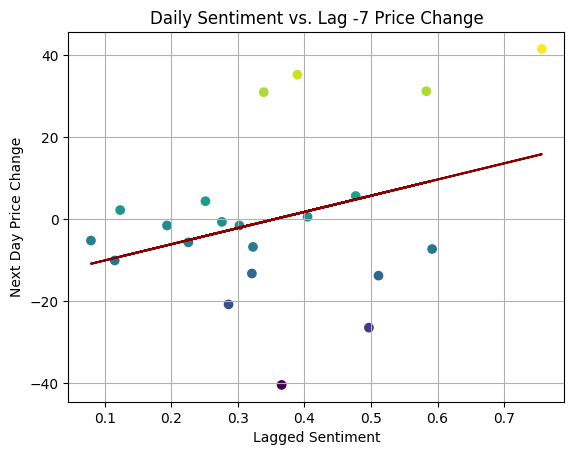 Daily Sentiment vs. Lag -7 Price Change
Next Day Price Change
40
20
0
−20
−40
0.1 0.2 0.3 0.4 0.5 0.6 0.7
Lagged Sentiment